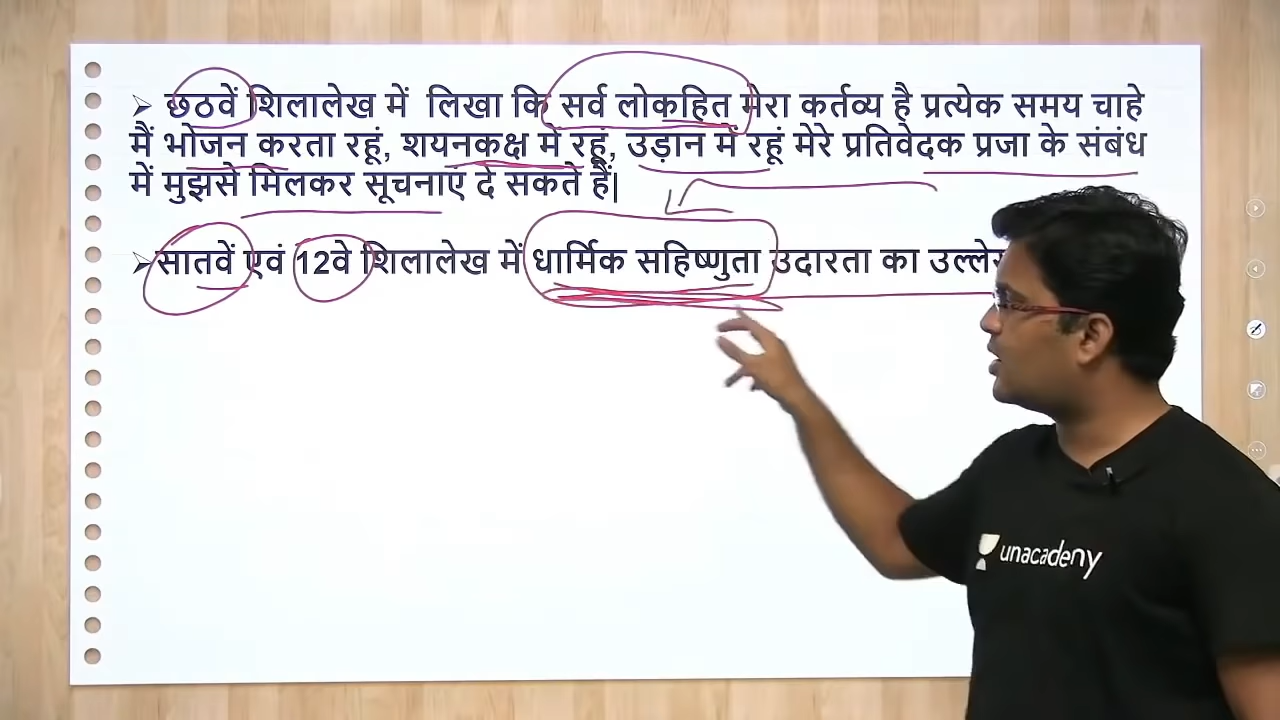 ➢ छठवें शिलालेख में लिखा कि सर्व लोकहित मेरा कर्तव्य है प्रत्येक समय चाहे
मैं भोजन करता रहूं, शयनकक्ष में रहूं, उड़ान में रहूं मेरे प्रतिवेदक प्रजा के संबंध
में मुझसे मिलकर सूचनाएं दे सकते हैं|
➢सातवें एवं 12वे शिलालेख में धार्मिक सहिष्णुता उदारता का
unacademy